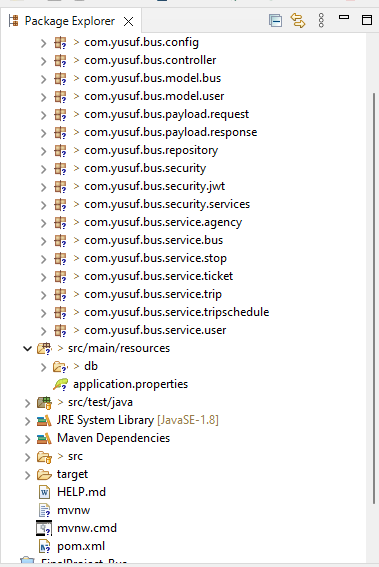 Package Explorer
> com.yusuf.bus.config
> com.yusuf.bus.controller
> com.yusuf.bus.model.bus
> com.yusuf.bus.model.user
> com.yusuf.bus.payload.request
> com.yusuf.bus.payload.response
> com.yusuf.bus.repository
> com.yusuf.bus.security
> com.yusuf.bus.security.jwt
> com.yusuf.bus.security.services
> com.yusuf.bus.service.agency
> com.yusuf.bus.service.bus
> com.yusuf.bus.service.stop
> com.yusuf.bus.service.ticket
> com.yusuf.bus.service.trip
> com.yusuf.bus.service.tripschedule
> com.yusuf.bus.service.user
> src/main/resources
> db
application.properties
> src/test/java
JRE System Library [JavaSE-1.8]
Maven Dependencies
> src
target
HELP.md
mvnw
mvnw.cmd
pom.xml
FinalProject_Bus